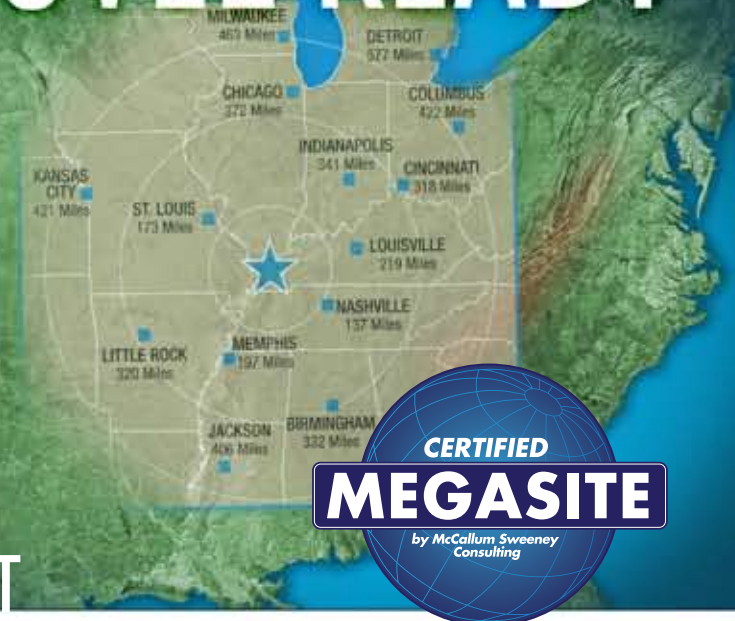 MILWAUKEE
463 Miles
DETROIT
577 Miles
CHICAGO
372 Miles
COLUMBUS
422 Miles
INDIANAPOLIS
341 Miles
CINCINNATI
318 Miles
KANSAS
CITY
421 Miles
ST. LOUIS
173 Miles
LOUISVILLE
219 Miles
NASHVILLE
137 Miles
MEMPHIS
197 Miles
LITTLE ROCK
320 Miles
JACKSON
406 Miles
BIRMINGHAM
332 Miles
CERTIFIED
MEGASITE
by McCallum Sweeney
Consulting
T